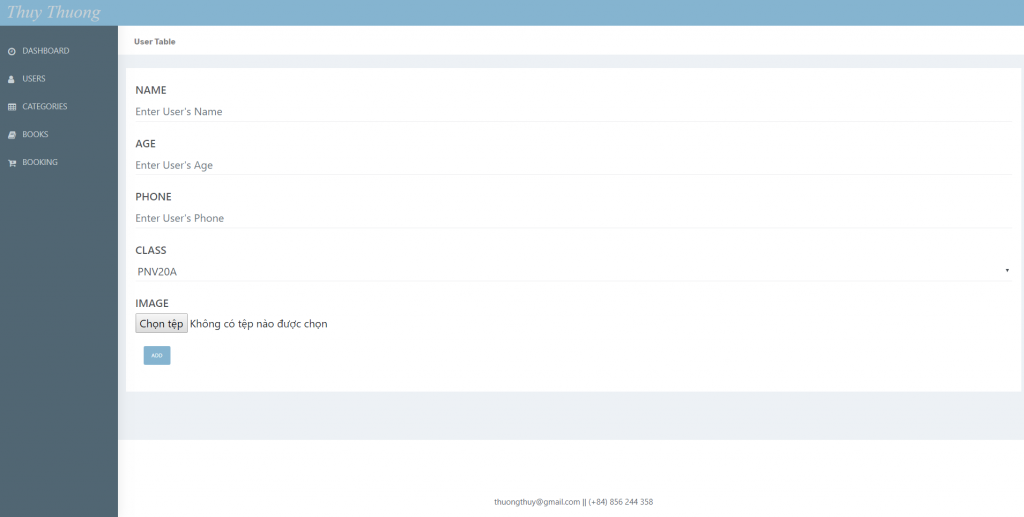 Thuy Thuong
DASHBOARD
USERS
CATEGORIES
BOOKS
BOOKING
User Table
NAME
Enter User's Name
AGE
Enter User's Age
PHONE
Enter User's Phone
CLASS
PNV20A
IMAGE
Chọn tệp Không có tệp nào được chọn
ADD
thuongthuy@gmail.com || (+84) 856 244 358